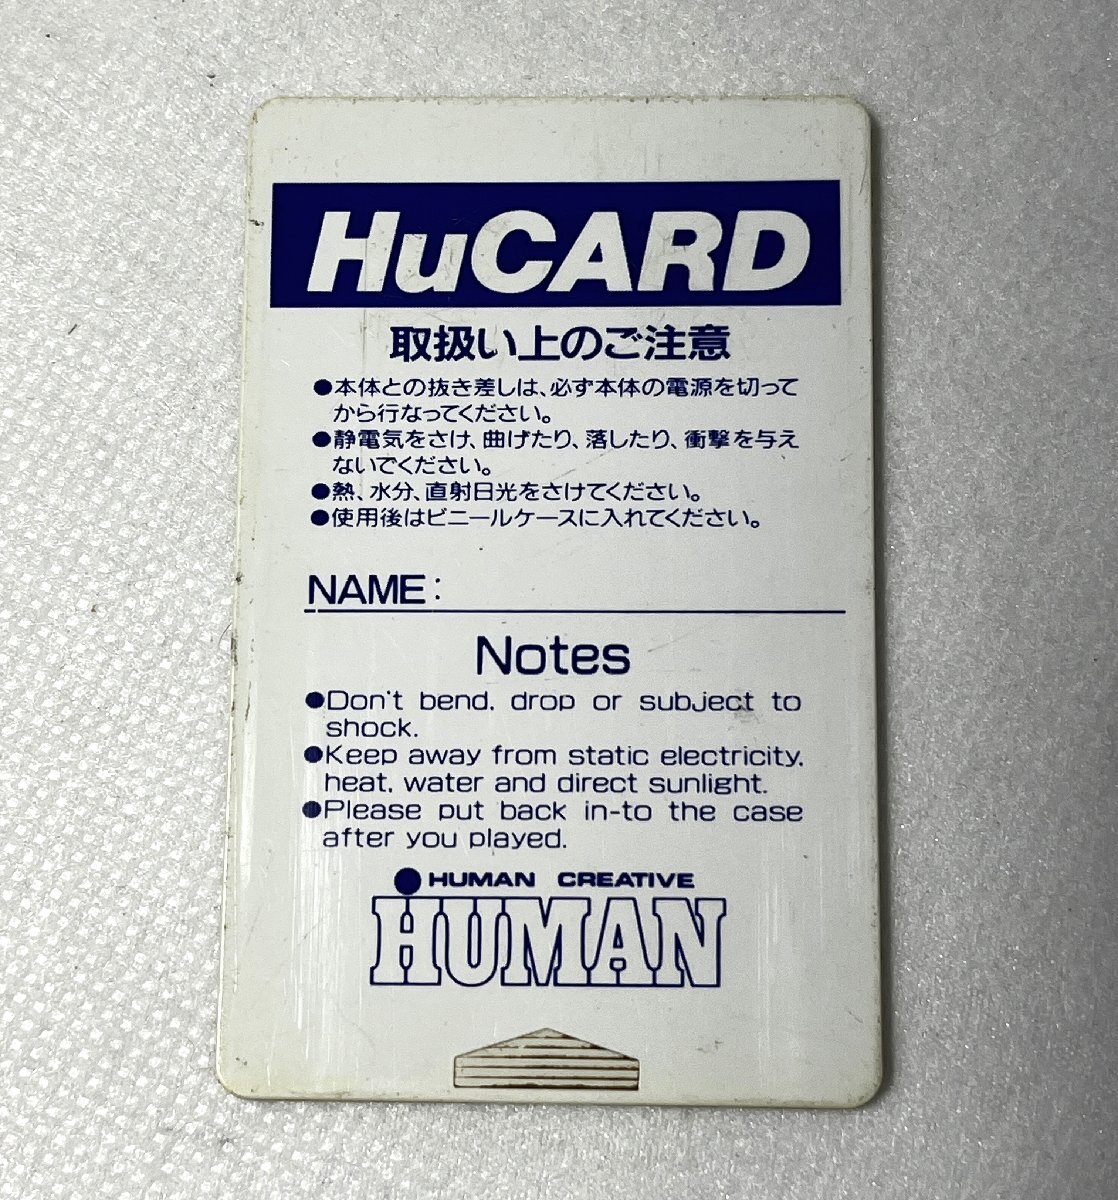 HuCARD
取扱い上のご注意
●本体との抜き差しは、必ず本体の電源を切って
から行なってください。
●静電気をさけ、曲げたり、落したり、衝撃を与え
ないでください。
●熱、水分、直射日光をさけてください。
●使用後はビニールケースに入れてください。
NAME:
Notes
●Don't bend, drop or subject to
shock.
●Keep away from static electricity,
heat, water and direct sunlight.
●Please put back in-to the case
after you played.
HUMAN CREATIVE
HUMAN